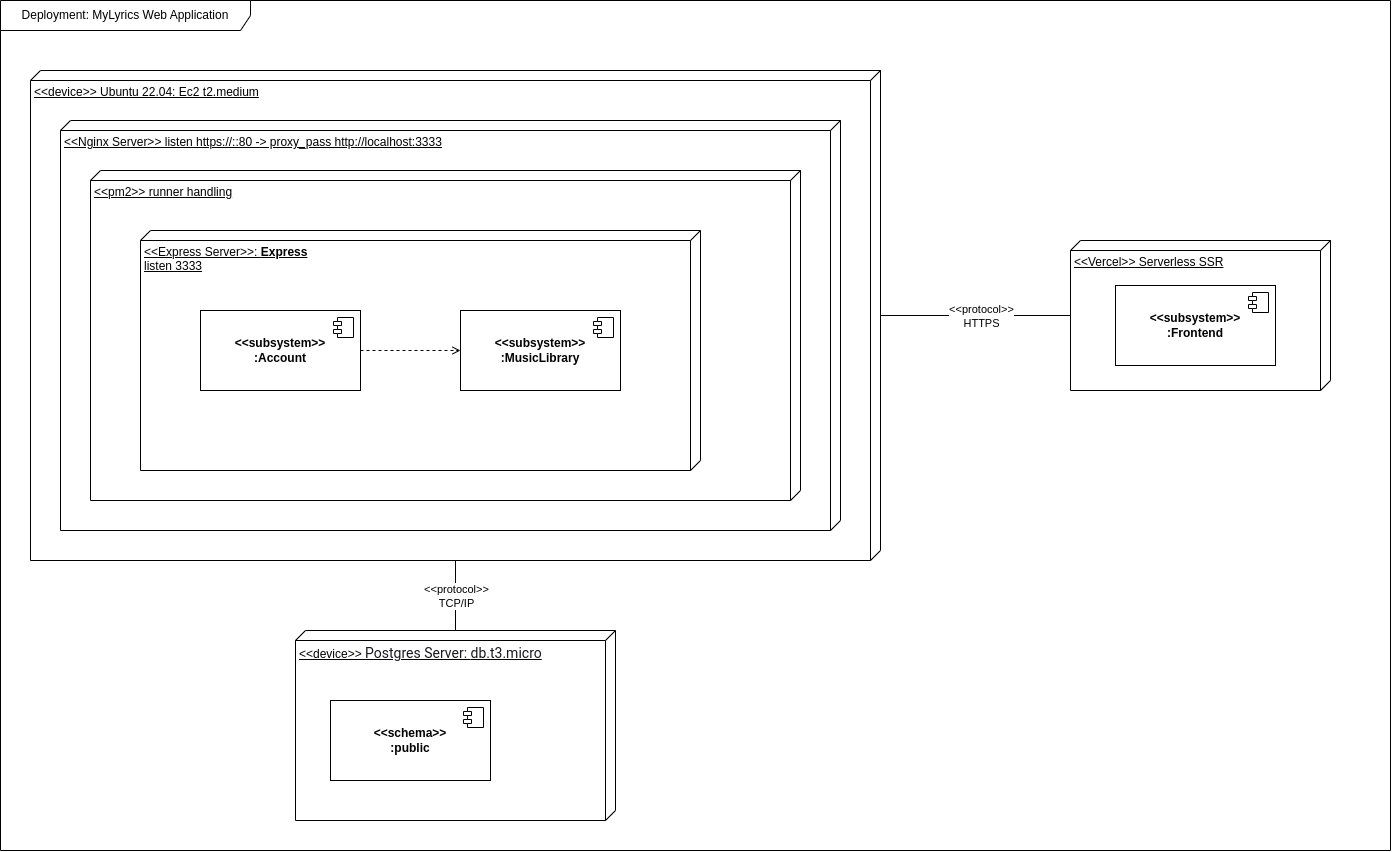 Deployment: MyLyrics Web Application
<<device>> Ubuntu 22.04: Ec2 t2.medium
<<Nginx Server>> listen https://::80 -> proxy_pass http://localhost:3333
<<pm2>> runner handling
<<Express Server>>: Express
listen 3333
<<subsystem>>
:Account
<<subsystem>>
:MusicLibrary
<<protocol>>
HTTPS
<<Vercel>> Serverless SSR
<<subsystem>>
:Frontend
<<protocol>>
TCP/IP
<<device>> Postgres Server: db.t3.micro
<<schema>>
:public